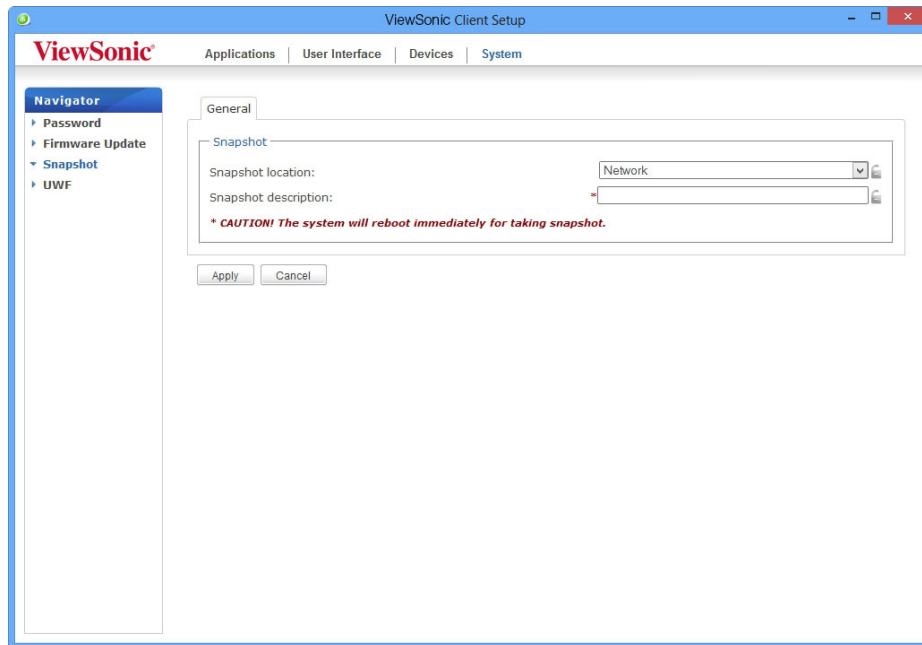 ViewSonic Client Setup
ViewSonic®
Applications | User Interface | Devices | System
Navigator
Password
Firmware Update
Snapshot
UWF
General
Snapshot
Snapshot location:
Network
Snapshot description:
*
* CAUTION! The system will reboot immediately for taking snapshot.
Apply
Cancel